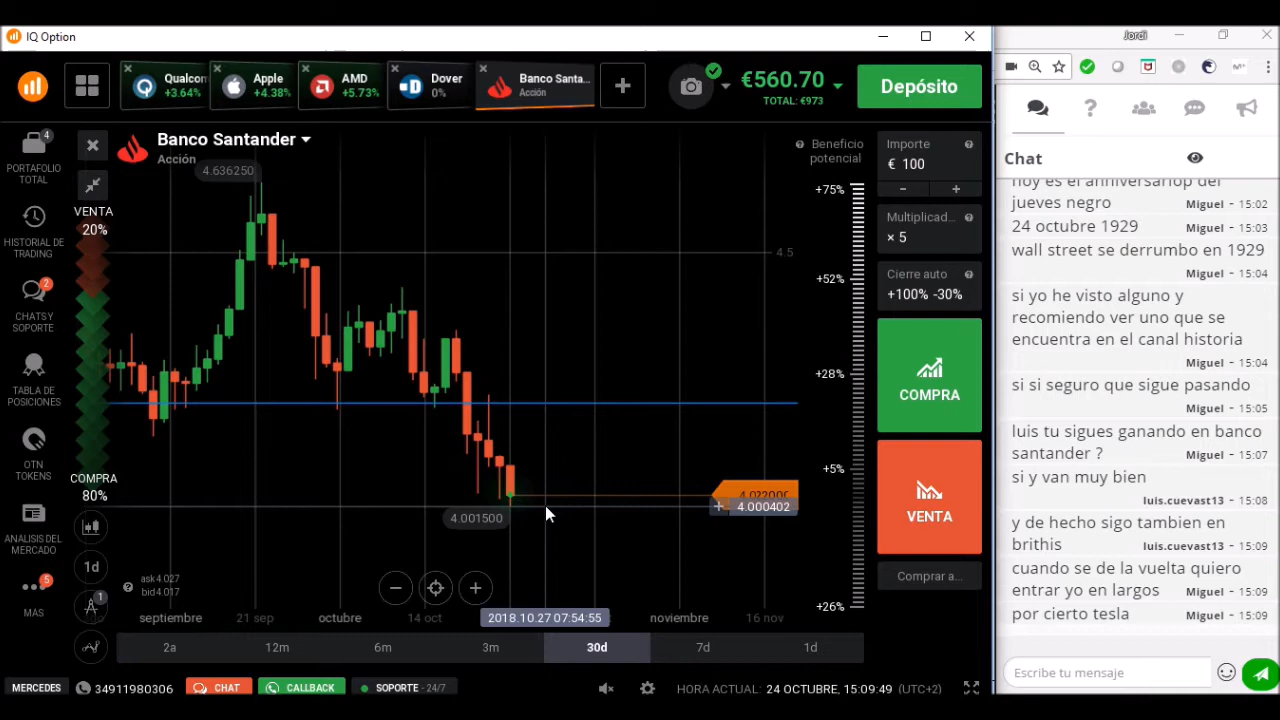 IQ Option
Jordi
Qualcon
+3.64%
Apple
+4.38%
AMD
+5.73%
Dover
0%
Banco Santa...
Acción
€560.70
TOTAL: €973
Depósito
4
PORTAFOLIO
TOTAL
HISTORIAL DE
TRADING
2
CHATS Y
SOPORTE
TABLA DE
POSICIONES
OTN
TOKENS
ANALISIS DEL
MERCADO
5
MÁS
Banco Santander
Acción
VENTA
20%
COMPRA
80%
1d
1
4.636250
4.5
4.001500
4.022000
4.000402
ask4.027
bid4.017
Beneficio
potencial
+75%
+52%
+28%
+5%
+26%
Importe
€ 100
Multiplicad...
× 5
Cierre auto
+100% -30%
COMPRA
VENTA
Comprar a...
septiembre
21 sep
octubre
14 oct
2018.10.27 07:54:55
noviembre
16 nov
2a
12m
6m
3m
30d
7d
1d
MERCEDES
34911980306
CHAT
CALLBACK
SOPORTE - 24/7
HORA ACTUAL: 24 OCTUBRE, 15:09:49 (UTC+2)
Chat
hoy es el anniversariop del
jueves negro
Miguel - 15:02
24 octubre 1929
Miguel - 15:03
wall street se derrumbo en 1929
Miguel - 15:04
si yo he visto alguno y
recomiendo ver uno que se
encuentra en el canal historia
Miguel - 15:04
si si seguro que sigue pasando
Miguel - 15:05
luis tu sigues ganando en banco
santander ?
Miguel - 15:07
si y van muy ben
luis.cuevast13 - 15:08
y de hecho sigo tambien en
brithis
luis.cuevast13 - 15:09
cuando se de la vuelta quiero
entrar yo en largos
Miguel - 15:09
por cierto tesla
Miguel - 15:09
Escribe tu mensaje